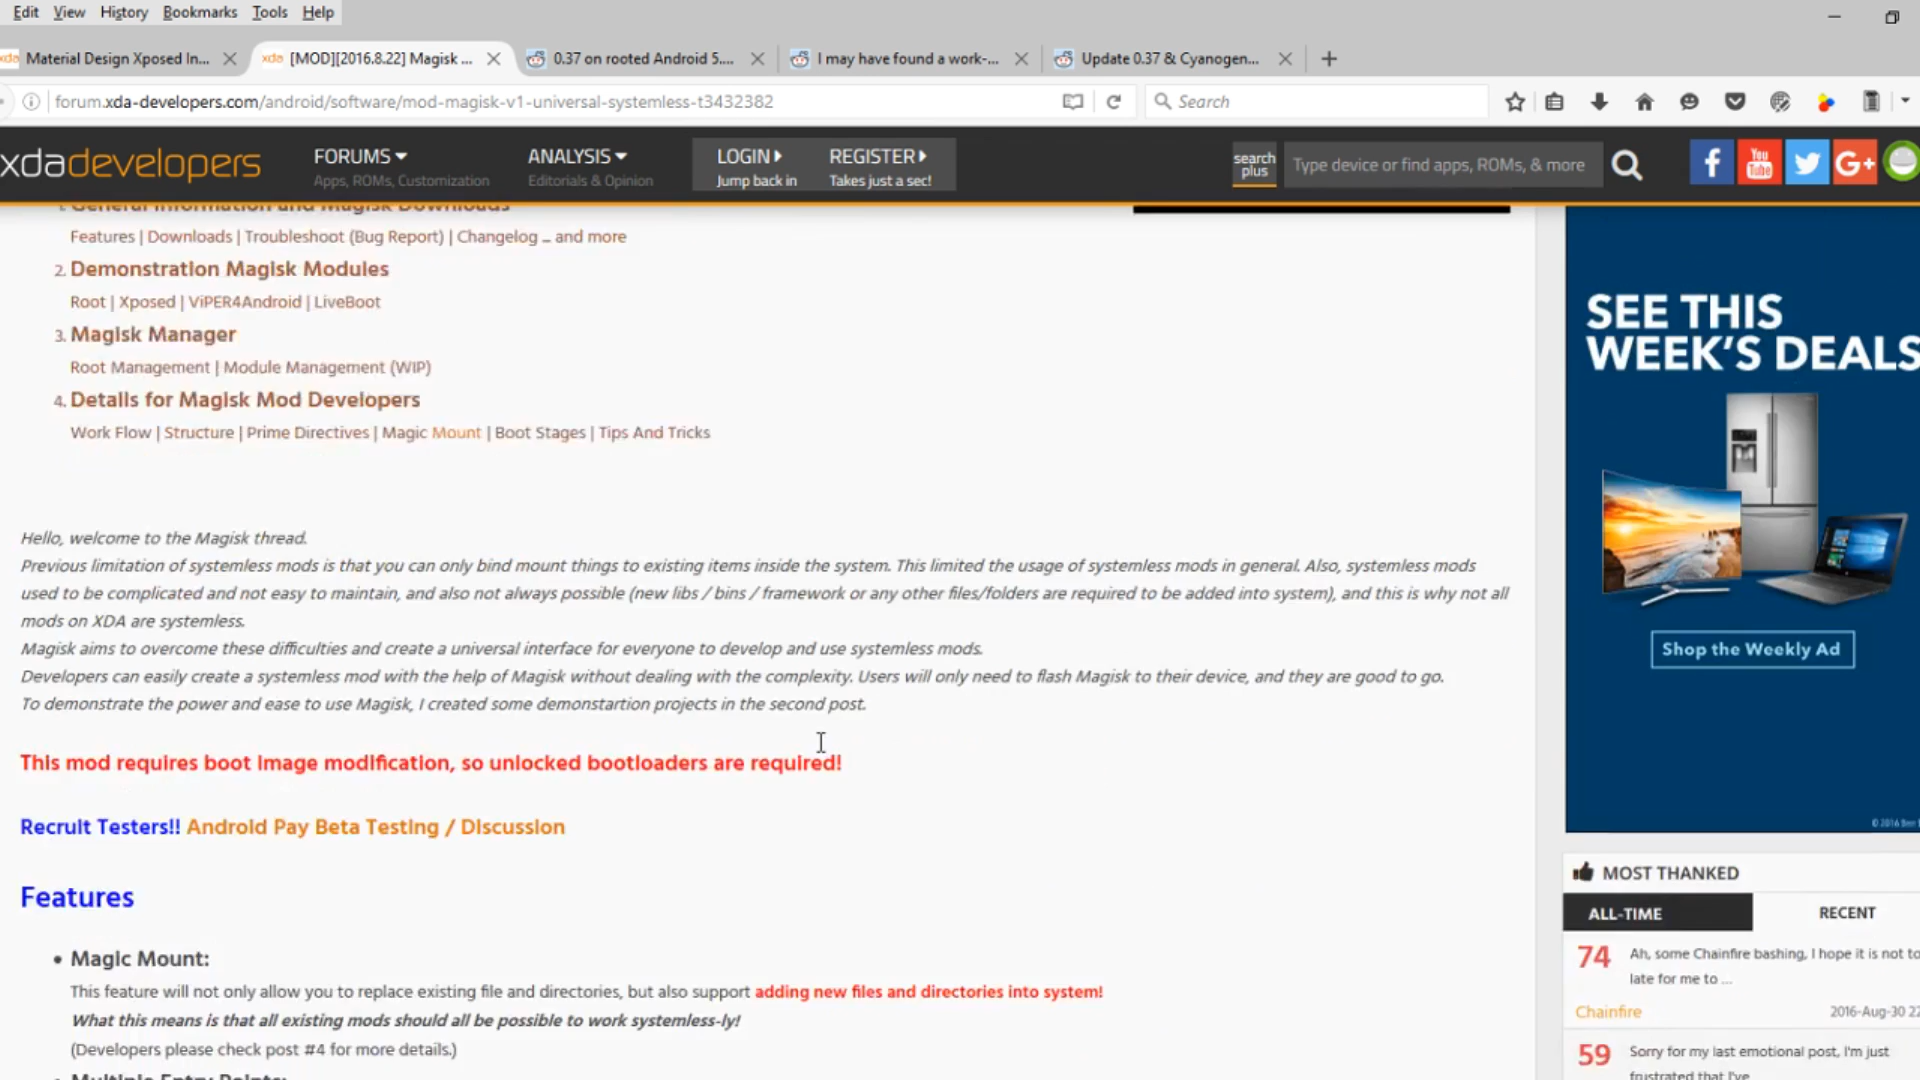 Edit View History Bookmarks Tools Help
Material Design Xposed In...
[MOD][2016.8.22] Magisk ...
0.37 on rooted Android 5....
I may have found a work-...
Update 0.37 & Cyanogen...
forum.xda-developers.com/android/software/mod-magisk-v1-universal-systemless-t3432382
Search
xdadevelopers
FORUMS
Apps, ROMs, Customization
ANALYSIS
Editorials & Opinion
LOGIN
Jump back in
REGISTER
Takes just a sec!
search
plus
Type device or find apps, ROMs, & more
f
You
Tube
G+
1. General Information and Magisk Downloads
Features | Downloads | Troubleshoot (Bug Report) | Changelog ... and more
2. Demonstration Magisk Modules
Root | Xposed | ViPER4Android | LiveBoot
3. Magisk Manager
Root Management | Module Management (WIP)
4. Details for Magisk Mod Developers
Work Flow | Structure | Prime Directives | Magic Mount | Boot Stages | Tips And Tricks
Hello, welcome to the Magisk thread.
Previous limitation of systemless mods is that you can only bind mount things to existing items inside the system. This limited the usage of systemless mods in general. Also, systemless mods
used to be complicated and not easy to maintain, and also not always possible (new libs / bins / framework or any other files/folders are required to be added into system), and this is why not all
mods on XDA are systemless.
Magisk aims to overcome these difficulties and create a universal interface for everyone to develop and use systemless mods.
Developers can easily create a systemless mod with the help of Magisk without dealing with the complexity. Users will only need to flash Magisk to their device, and they are good to go.
To demonstrate the power and ease to use Magisk, I created some demonstartion projects in the second post.
This mod requires boot image modification, so unlocked bootloaders are required!
Recruit Testers!! Android Pay Beta Testing / Discussion
Features
• Magic Mount:
This feature will not only allow you to replace existing file and directories, but also support adding new files and directories into system!
What this means is that all existing mods should all be possible to work systemless-ly!
(Developers please check post #4 for more details.)
• Multiple Entry Points:
SEE THIS
WEEK'S DEALS
Shop the Weekly Ad
© 2016 Best
MOST THANKED
ALL-TIME
RECENT
74
Ah, some Chainfire bashing, I hope it is not to
late for me to ...
Chainfire
2016-Aug-30 22
59
Sorry for my last emotional post, I'm just
frustrated that I've